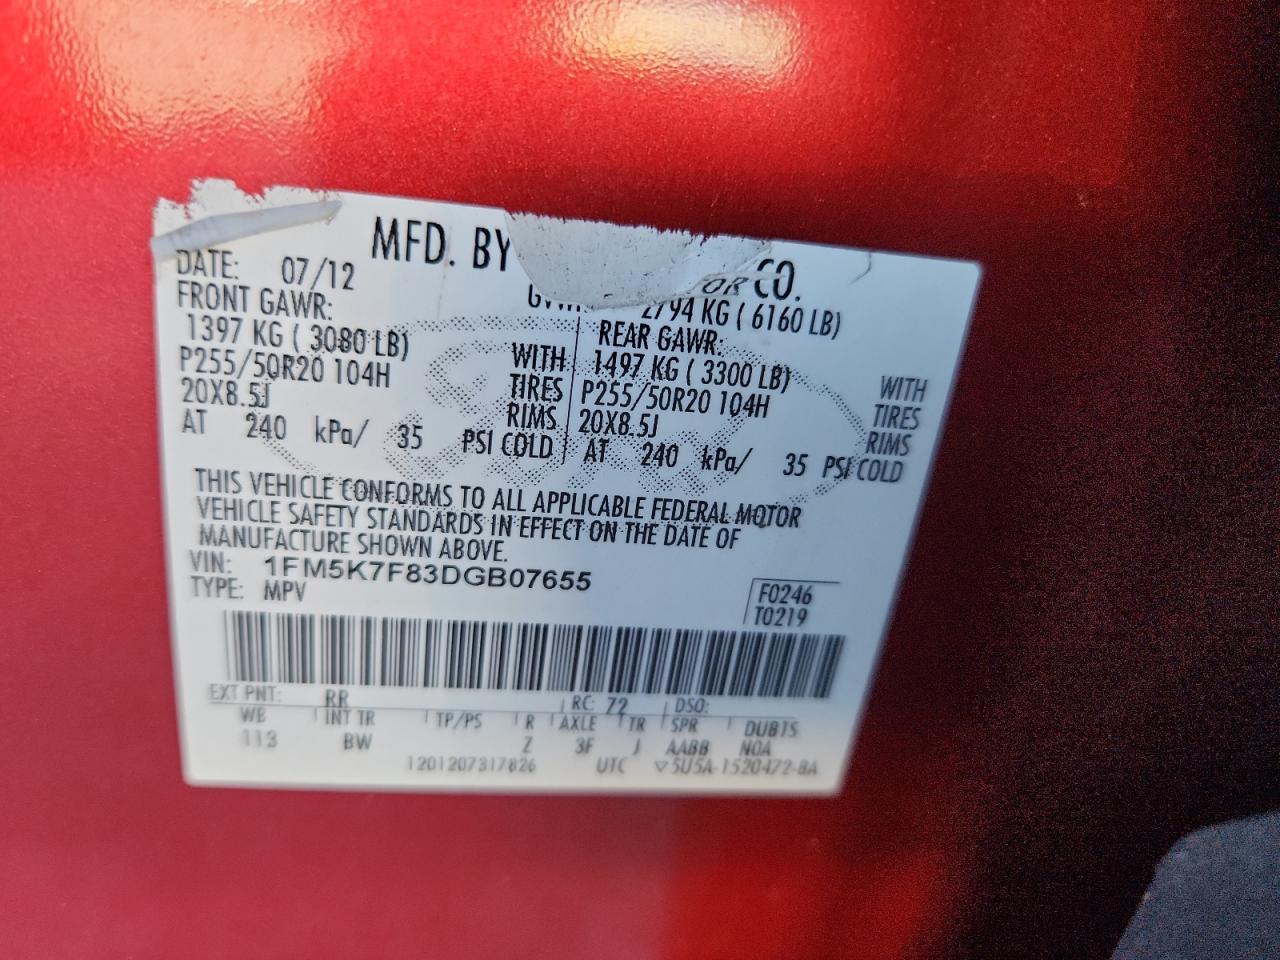 MFD. BY OR CO.
DATE: 07/12 2794 KG ( 6160 LB)
FRONT GAWR: REAR GAWR:
1397 KG ( 3080 LB) WITH 1497 KG ( 3300 LB) WITH
P255/50R20 104H TIRES P255/50R20 104H TIRES
20X8.5J RIMS 20X8.5J RIMS
AT 240 kPa/ 35 PSI COLD AT 240 kPa/ 35 PSI COLD
THIS VEHICLE CONFORMS TO ALL APPLICABLE FEDERAL MOTOR
VEHICLE SAFETY STANDARDS IN EFFECT ON THE DATE OF
MANUFACTURE SHOWN ABOVE.
VIN: 1FM5K7F83DGB07655
TYPE: MPV F0246
T0219
EXT PNT: RR RC: 72 DSO:
WB INT TR TP/PS R AXLE TR SPR DUB15
113 BW Z 3F J AABB NOA
1201207317826 UTC ▽5U5A-1520472-8A